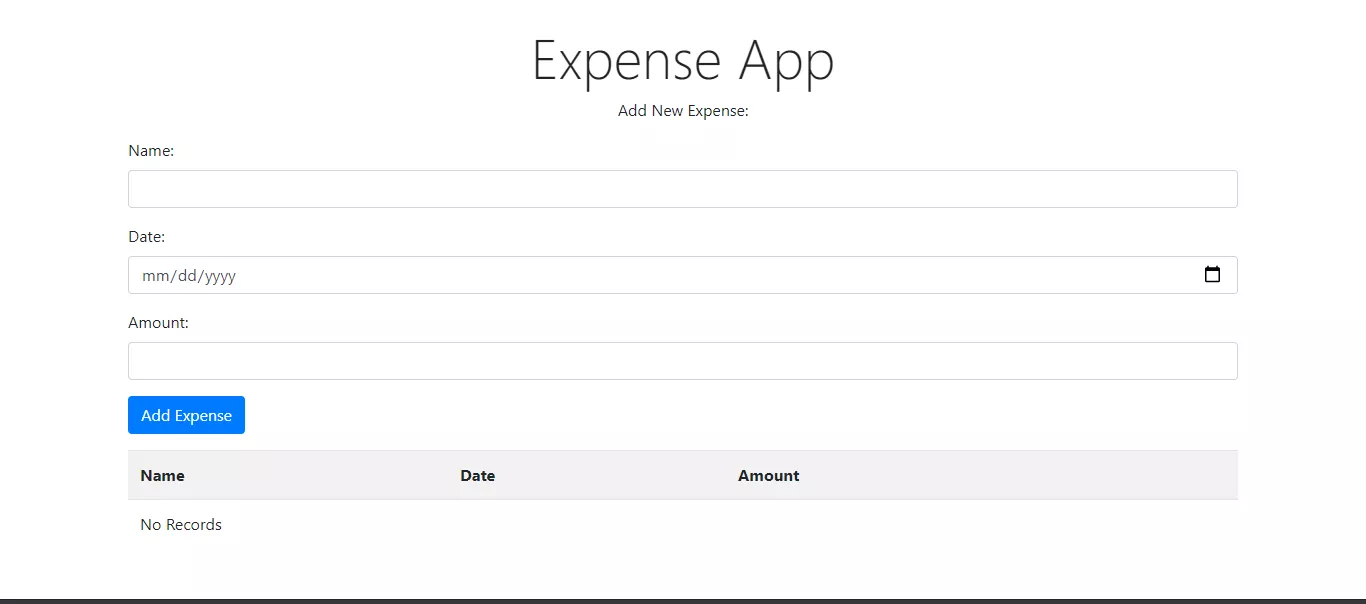 Expense App
Add New Expense:
Name:
Date:
mm/dd/yyyy
Amount:
Add Expense
Name Date Amount
No Records